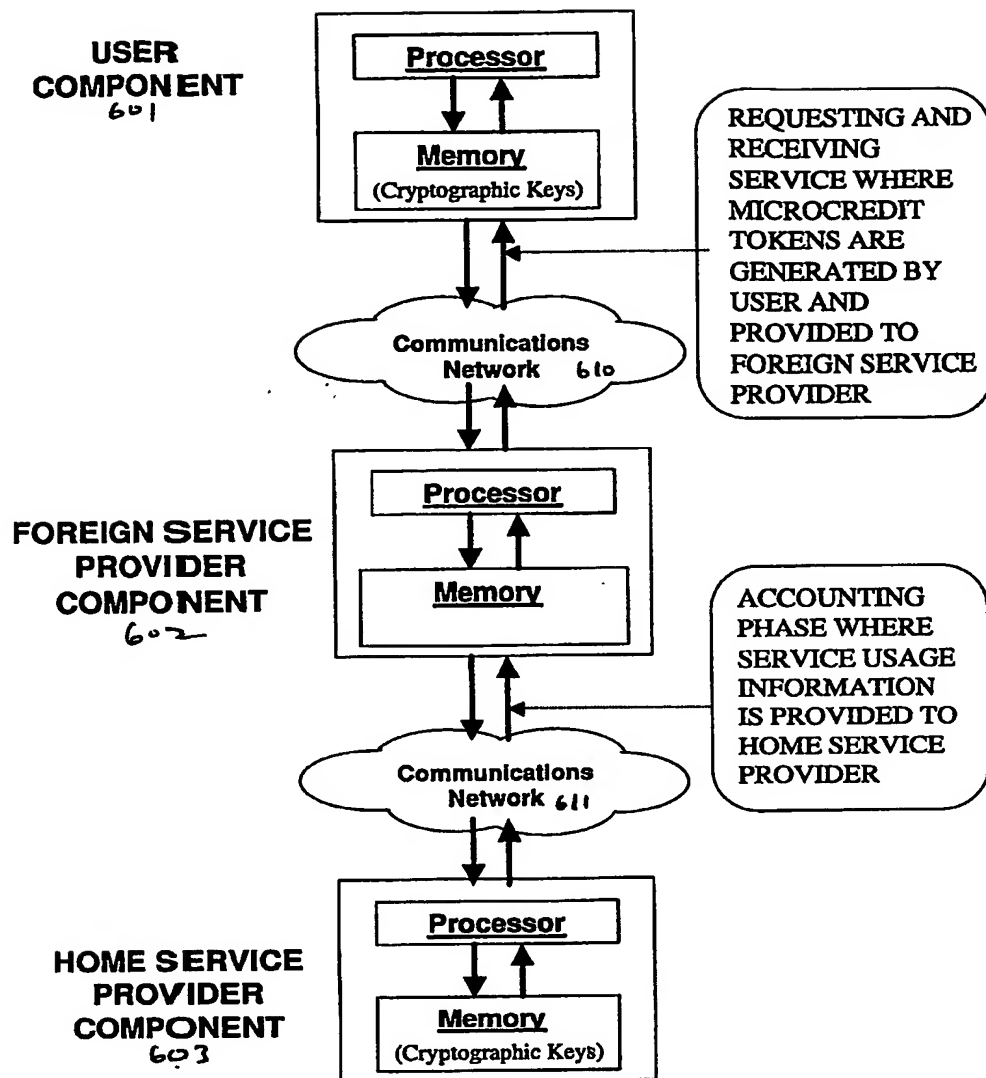 USER
COMPONENT
601
Processor
Memory
(Cryptographic Keys)
REQUESTING AND
RECEIVING
SERVICE WHERE
MICROCREDIT
TOKENS ARE
GENERATED BY
USER AND
PROVIDED TO
FOREIGN SERVICE
PROVIDER
Communications
Network 610
FOREIGN SERVICE
PROVIDER
COMPONENT
602
Processor
Memory
ACCOUNTING
PHASE WHERE
SERVICE USAGE
INFORMATION
IS PROVIDED TO
HOME SERVICE
PROVIDER
Communications
Network 611
HOME SERVICE
PROVIDER
COMPONENT
603
Processor
Memory
(Cryptographic Keys)